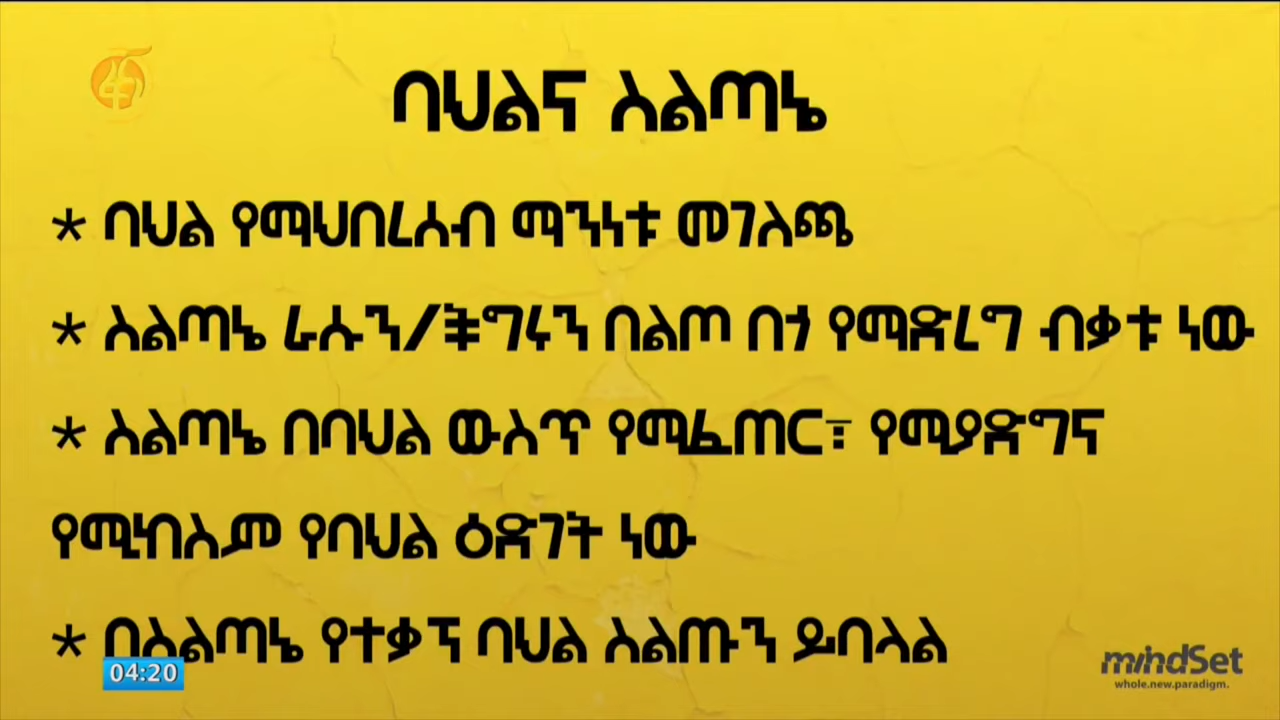 ባህልና ስልጣኔ
* ባህል የማህበረሰብ ማንነቱ መገለጫ
* ስልጣኔ ራሱን/ችግሩን በልጦ በጎ የማድረግ ብቃቱ ነው
* ስልጣኔ በባህል ውስጥ የሚፈጠር፣ የሚያድግና
የሚከስም የባህል ዕድገት ነው
* በስልጣኔ የተቃኘ ባህል ስልጡን ይባላል
04:20
mindSet
whole.new.paradigm.